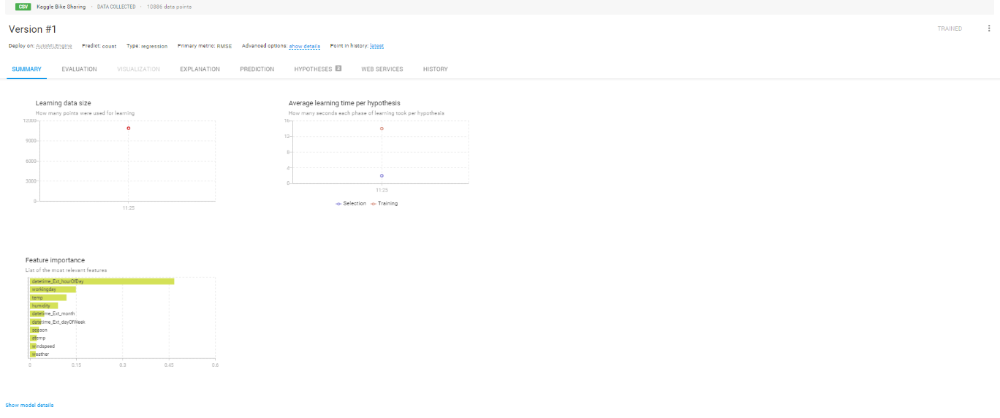 CSV Kaggle Bike Sharing · DATA COLLECTED · 10886 data points
Version #1
TRAINED
Deploy on: AutoMLEngine Predict: count Type: regression Primary metric: RMSE Advanced options: show details Point in history: latest
SUMMARY EVALUATION VISUALIZATION EXPLANATION PREDICTION HYPOTHESES 3 WEB SERVICES HISTORY
Learning data size
How many points were used for learning
12000
9000
6000
3000
0
11:25
Average learning time per hypothesis
How many seconds each phase of learning took per hypothesis
16
12
8
4
0
11:25
Selection Training
Feature importance
List of the most relevant features
datetime_Ext_hourOfDay
workingday
temp
humidity
datetime_Ext_month
datetime_Ext_dayOfWeek
season
atemp
windspeed
weather
0 0.15 0.3 0.45 0.6
Show model details